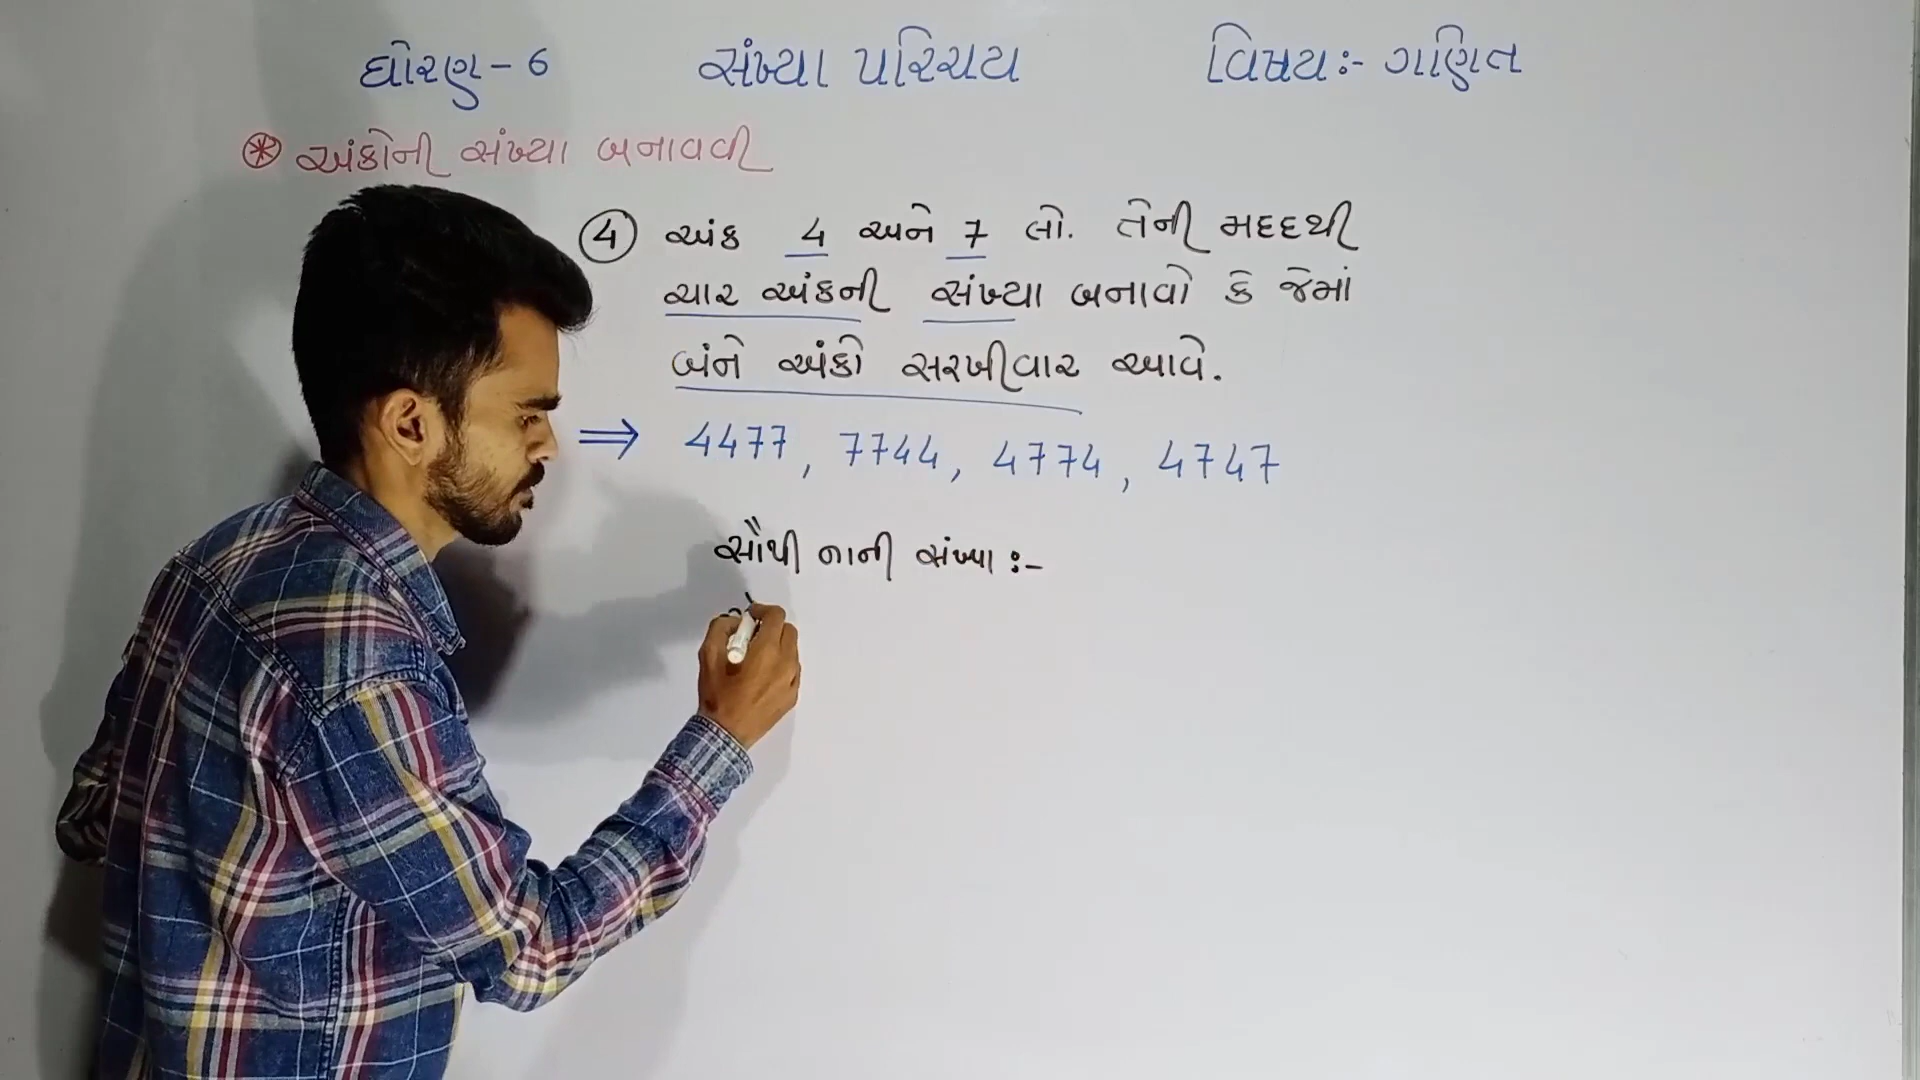 ધોરણ - 6 સંખ્યા પરિચય વિષય :- ગણિત
* અંકોની સંખ્યા બનાવવી
4 અંક 4 અને 7 લો. તેની મદદથી
ચાર અંકની સંખ્યા બનાવો કે જેમાં
બંને અંકો સરખીવાર આવે.
⇒ 4477, 7744, 4774, 4747
સૌથી નાની સંખ્યા :-